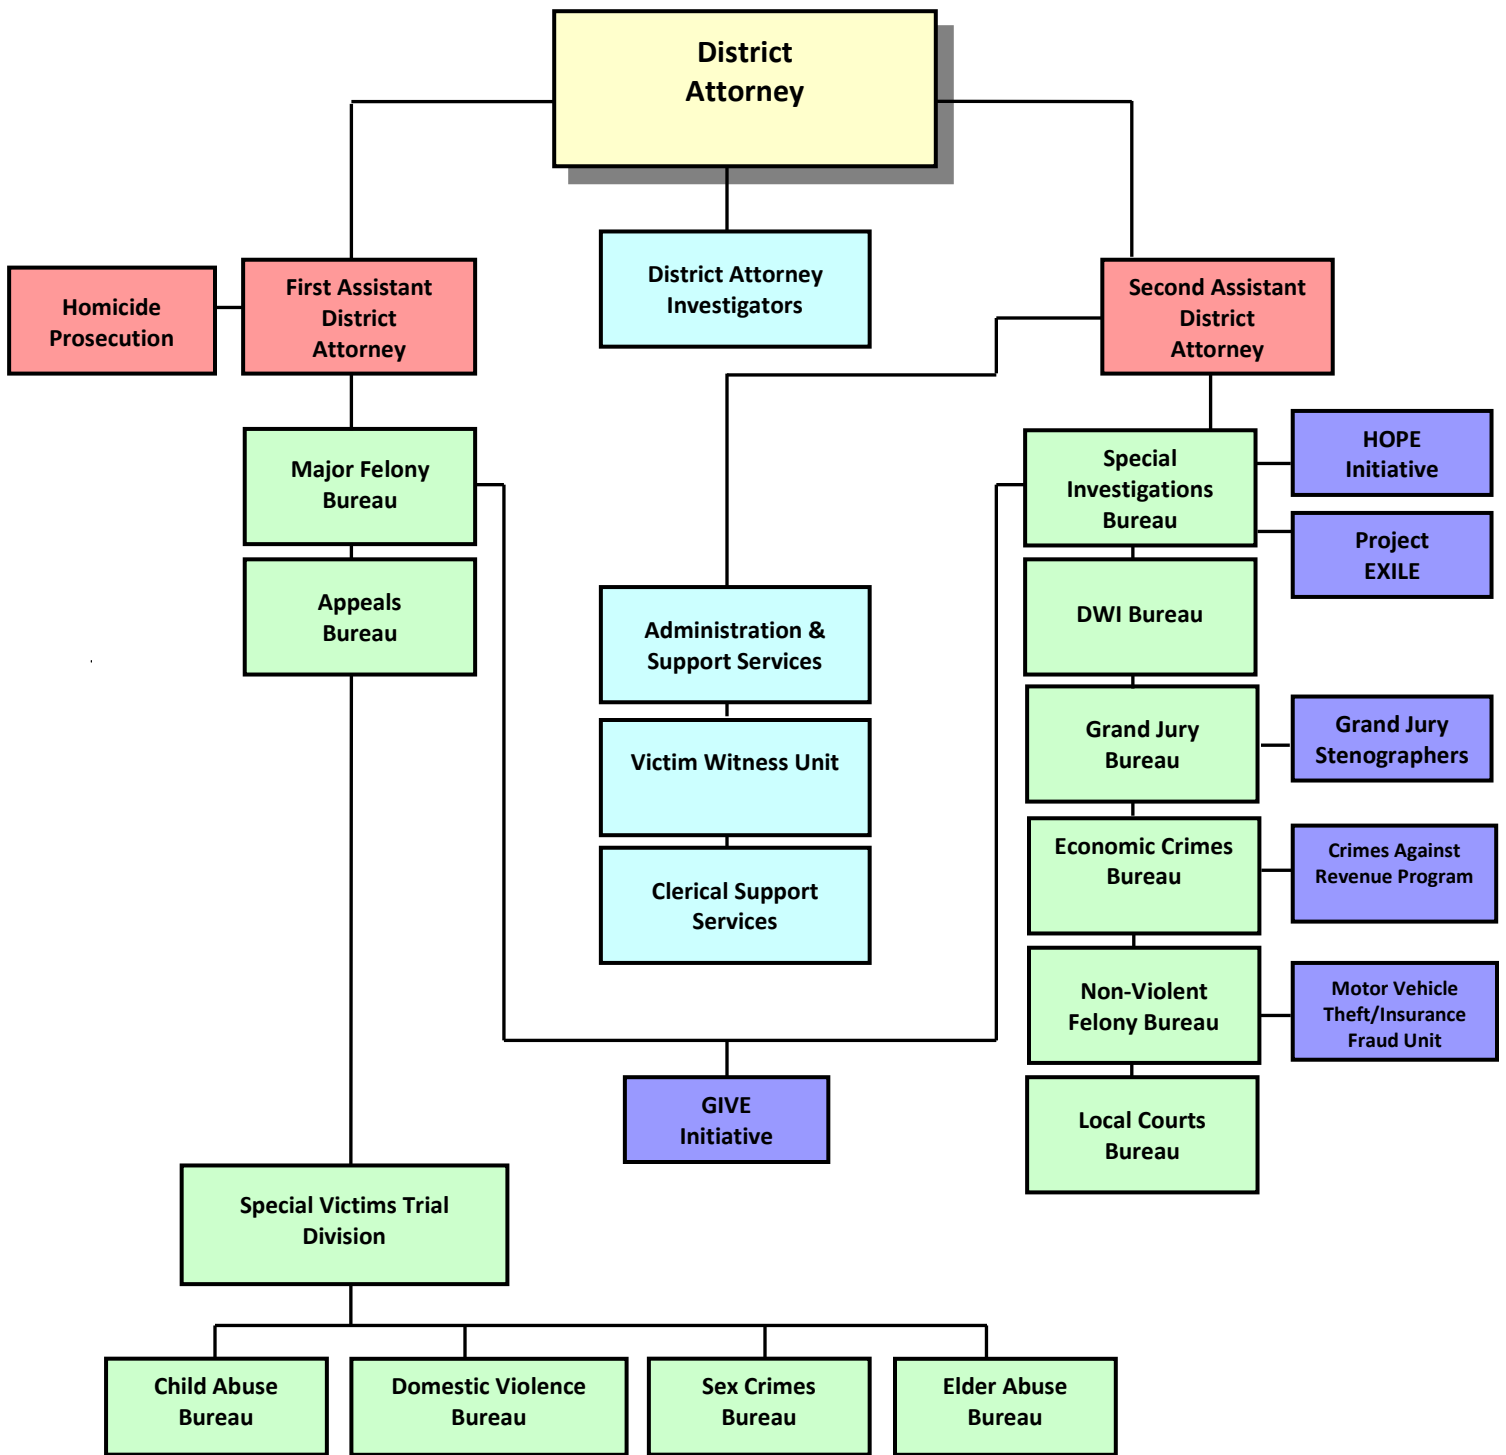 District
Attorney
District Attorney
Investigators
Homicide
Prosecution
First Assistant
District
Attorney
Second Assistant
District
Attorney
Major Felony
Bureau
Special
Investigations
Bureau
HOPE
Initiative
Project
EXILE
Appeals
Bureau
Administration &
Support Services
DWI Bureau
Victim Witness Unit
Grand Jury
Bureau
Grand Jury
Stenographers
Clerical Support
Services
Economic Crimes
Bureau
Crimes Against
Revenue Program
Non-Violent
Felony Bureau
Motor Vehicle
Theft/Insurance
Fraud Unit
GIVE
Initiative
Local Courts
Bureau
Special Victims Trial
Division
Child Abuse
Bureau
Domestic Violence
Bureau
Sex Crimes
Bureau
Elder Abuse
Bureau